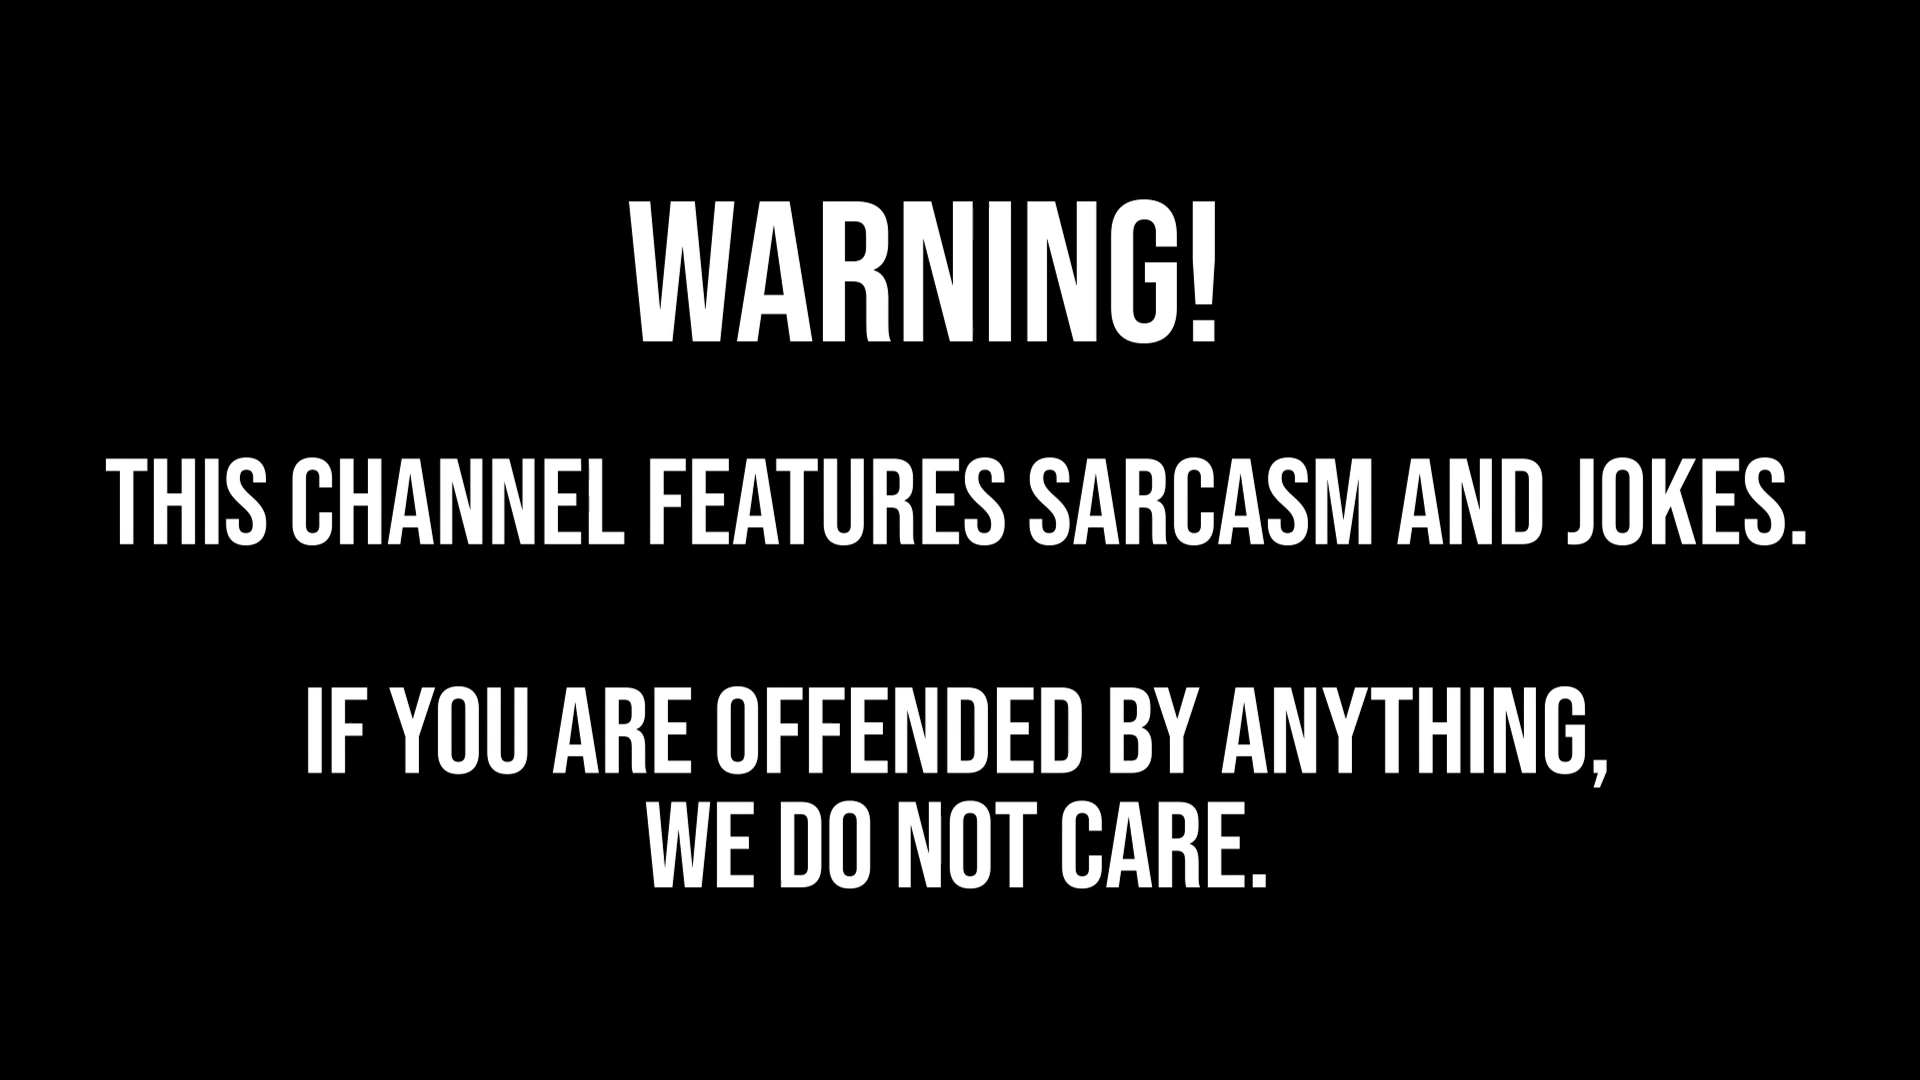 WARNING!
THIS CHANNEL FEATURES SARCASM AND JOKES.
IF YOU ARE OFFENDED BY ANYTHING,
WE DO NOT CARE.